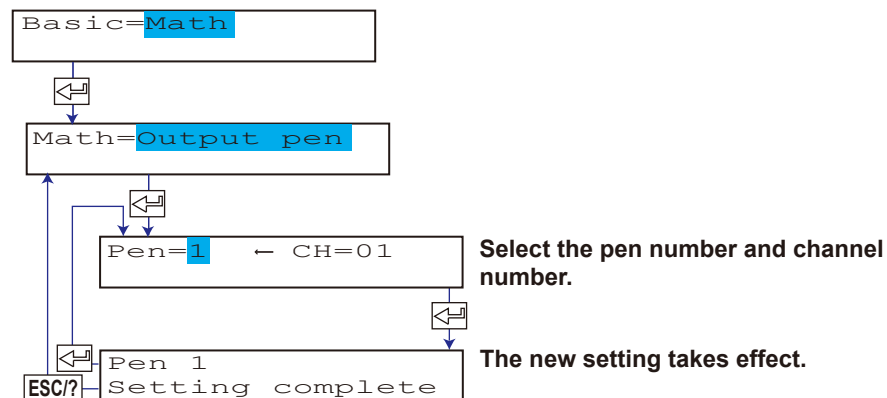 Basic=Math
Math=Output pen
Pen=1 ← CH=01
Select the pen number and channel
number.
Pen 1
Setting complete
The new setting takes effect.
ESC/?